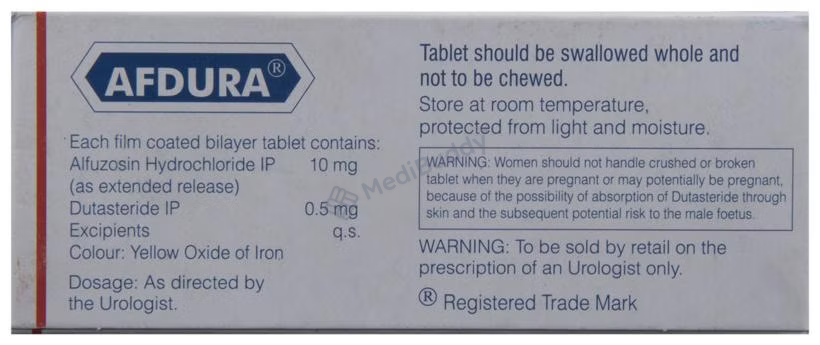 AFDURA®
Each film coated bilayer tablet contains:
Alfuzosin Hydrochloride IP 10 mg
(as extended release)
Dutasteride IP 0.5 mg
Excipients q.s.
Colour: Yellow Oxide of Iron
Dosage: As directed by
the Urologist.
Tablet should be swallowed whole and
not to be chewed.
Store at room temperature,
protected from light and moisture.
WARNING: Women should not handle crushed or broken
tablet when they are pregnant or may potentially be pregnant,
because of the possibility of absorption of Dutasteride through
skin and the subsequent potential risk to the male foetus.
WARNING: To be sold by retail on the
prescription of an Urologist only.
® Registered Trade Mark
MediBuddy